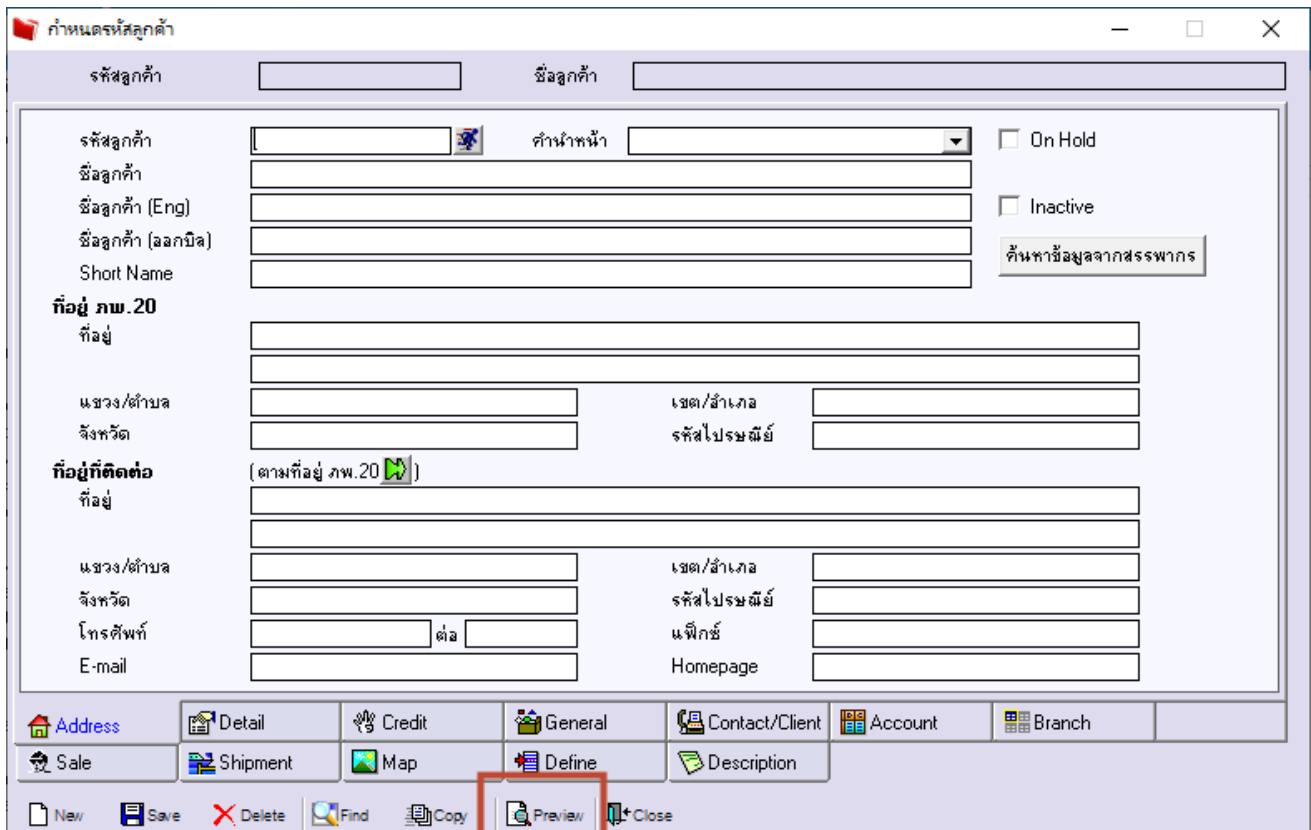 กำหนดรหัสลูกค้า
รหัสลูกค้า ชื่อลูกค้า
รหัสลูกค้า คำนำหน้า On Hold
ชื่อลูกค้า
ชื่อลูกค้า (Eng) Inactive
ชื่อลูกค้า (ออกบิล) ค้นหาข้อมูลจากสรรพากร
Short Name
ที่อยู่ ภพ.20
ที่อยู่
แขวง/ตำบล เขต/อำเภอ
จังหวัด รหัสไปรษณีย์
ที่อยู่ที่ติดต่อ (ตามที่อยู่ ภพ.20 )
ที่อยู่
แขวง/ตำบล เขต/อำเภอ
จังหวัด รหัสไปรษณีย์
โทรศัพท์ ต่อ แฟ็กซ์
E-mail Homepage
Address Detail Credit General Contact/Client Account Branch
Sale Shipment Map Define Description
New Save Delete Find Copy Preview Close